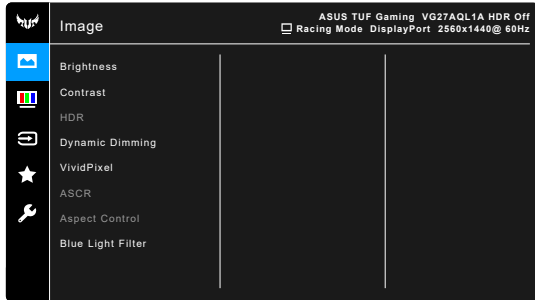 Image
ASUS TUF Gaming VG27AQL1A HDR Off
Racing Mode DisplayPort 2560x1440@ 60Hz
Brightness
Contrast
HDR
Dynamic Dimming
VividPixel
ASCR
Aspect Control
Blue Light Filter